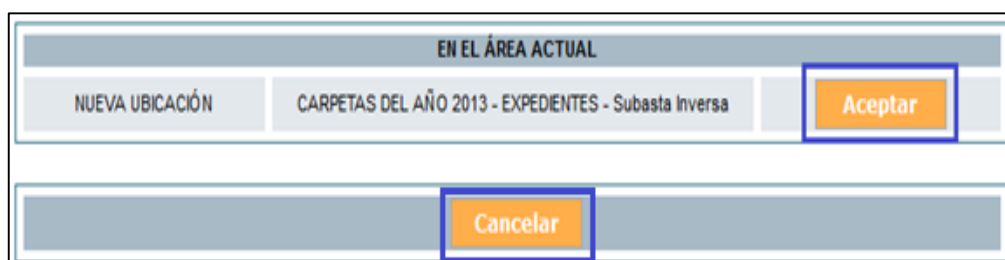 EN EL ÁREA ACTUAL
NUEVA UBICACIÓN CARPETAS DEL AÑO 2013 - EXPEDIENTES - Subasta Inversa Aceptar
Cancelar